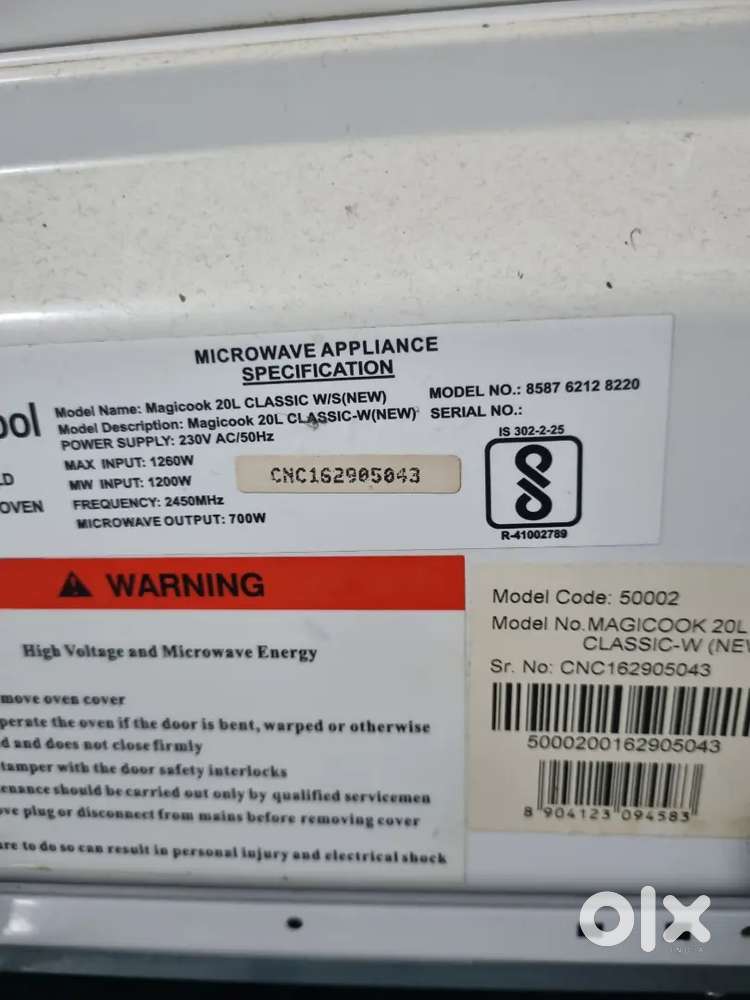 MICROWAVE APPLIANCE
SPECIFICATION
ool
Model Name: Magicook 20L CLASSIC W/S(NEW)
MODEL NO.: 8587 6212 8220
Model Description: Magicook 20L CLASSIC-W(NEW)
SERIAL NO.:
POWER SUPPLY: 230V AC/50Hz
MAX INPUT: 1260W
LD
MW INPUT: 1200W
OVEN
FREQUENCY: 2450MHz
MICROWAVE OUTPUT: 700W
CNC162905043
IS 302-2-25
R-41002789
WARNING
High Voltage and Microwave Energy
move oven cover
perate the oven if the door is bent, warped or otherwise
d and does not close firmly
tamper with the door safety interlocks
enance should be carried out only by qualified servicemen
ove plug or disconnect from mains before removing cover
re to do so can result in personal injury and electrical shock
Model Code: 50002
Model No.MAGICOOK 20L
CLASSIC-W (NEW
Sr. No: CNC162905043
5000200162905043
8 904123 094583
olx
INDIA